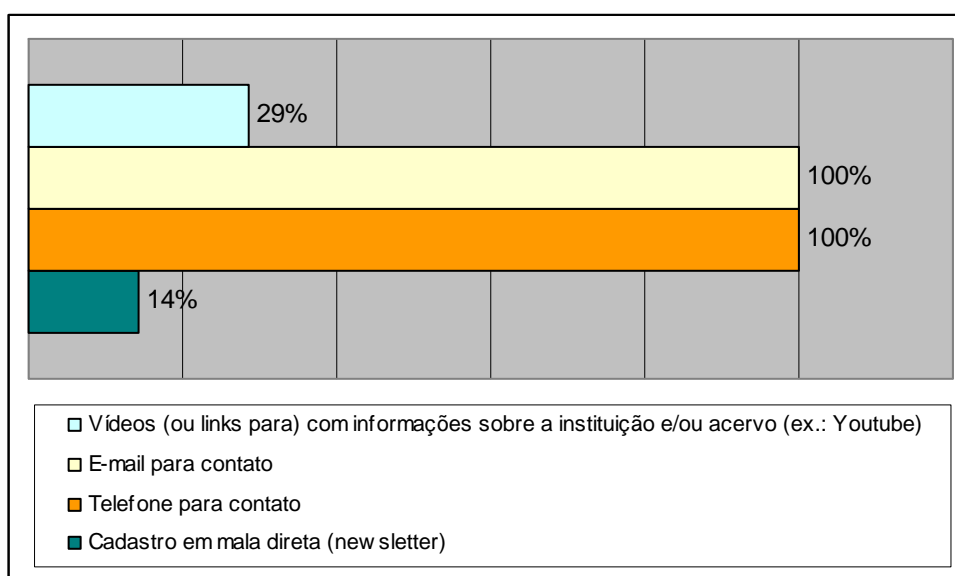 29%
100%
100%
14%
Vídeos (ou links para) com informações sobre a instituição e/ou acervo (ex.: Youtube)
E-mail para contato
Telefone para contato
Cadastro em mala direta (new sletter)